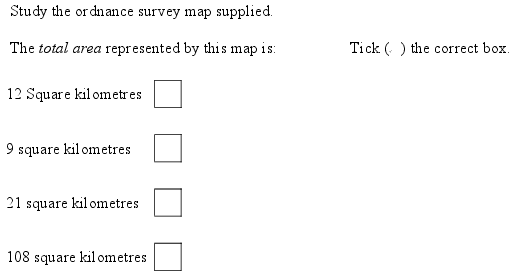 Study the ordnance survey map supplied.
The total area represented by this map is: Tick ( ) the correct box.
12 Square kilometres
9 square kilometres
21 square kilometres
108 square kilometres